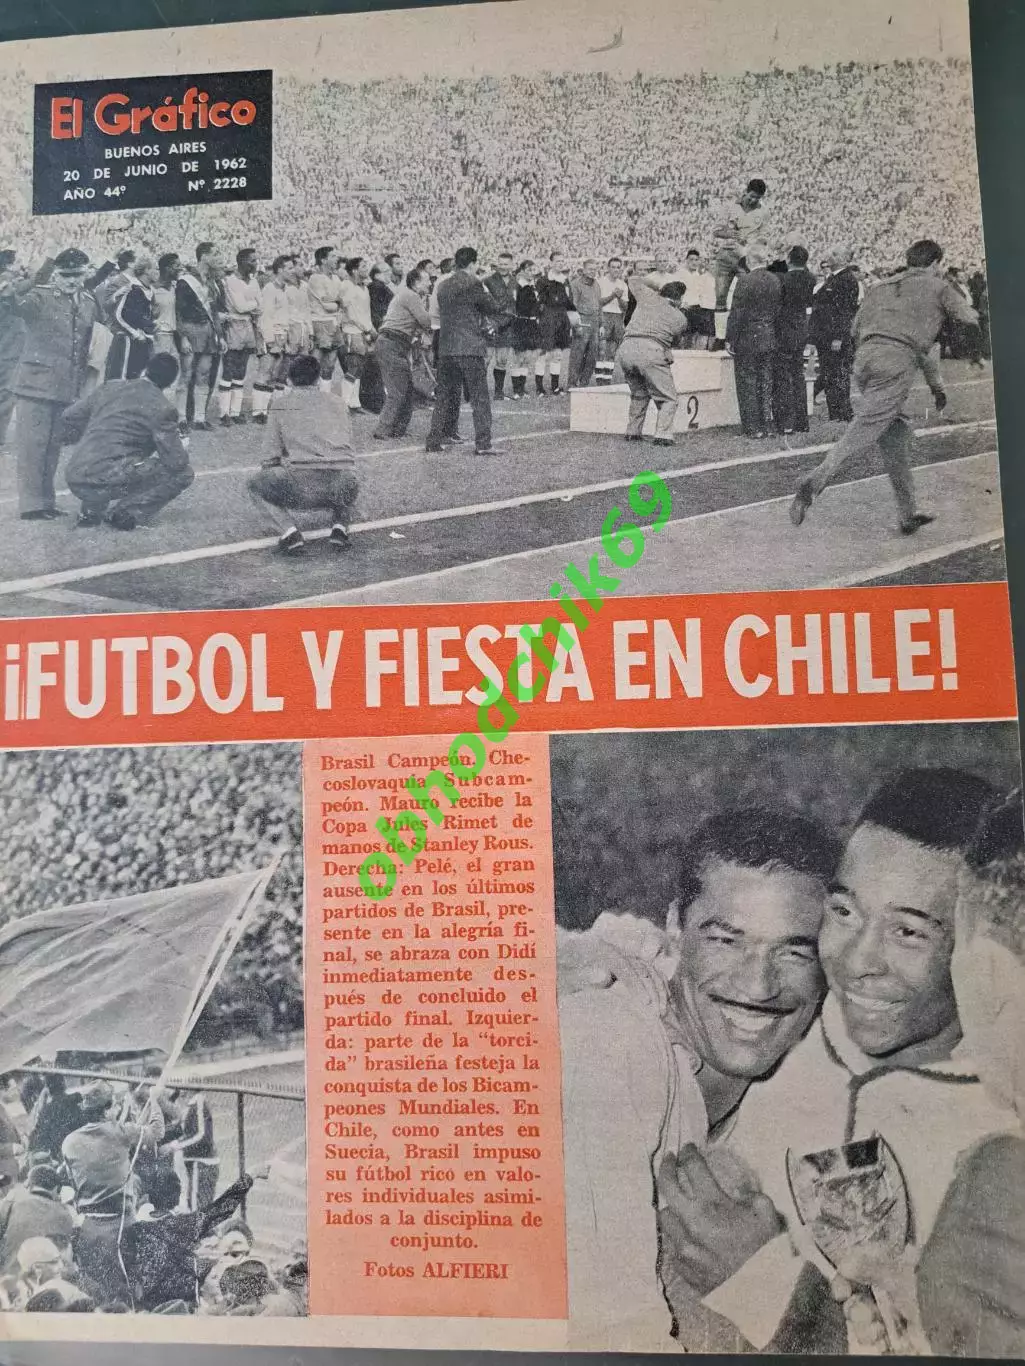 El Gráfico
BUENOS AIRES
20 DE JUNIO DE 1962
AÑO 44º Nº 2228
2
¡FUTBOL Y FIESTA EN CHILE!
Brasil Campeón. Che-
coslovaquia Subcam-
peón. Mauro recibe la
Copa Jules Rimet de
manos de Stanley Rous.
Derecha: Pelé, el gran
ausente en los últimos
partidos de Brasil, pre-
sente en la alegría fi-
nal, se abraza con Didí
inmediatamente des-
pués de concluido el
partido final. Izquier-
da: parte de la "torci-
da" brasileña festeja la
conquista de los Bicam-
peones Mundiales. En
Chile, como antes en
Suecia, Brasil impuso
su fútbol rico en valo-
res individuales asimi-
lados a la disciplina de
conjunto.
Fotos ALFIERI
obhodchik69